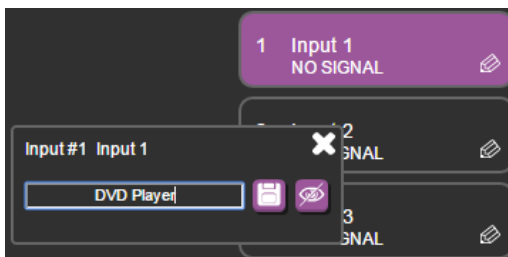 1 Input 1
NO SIGNAL
2
GNAL
Input #1 Input 1
DVD Player
3
GNAL